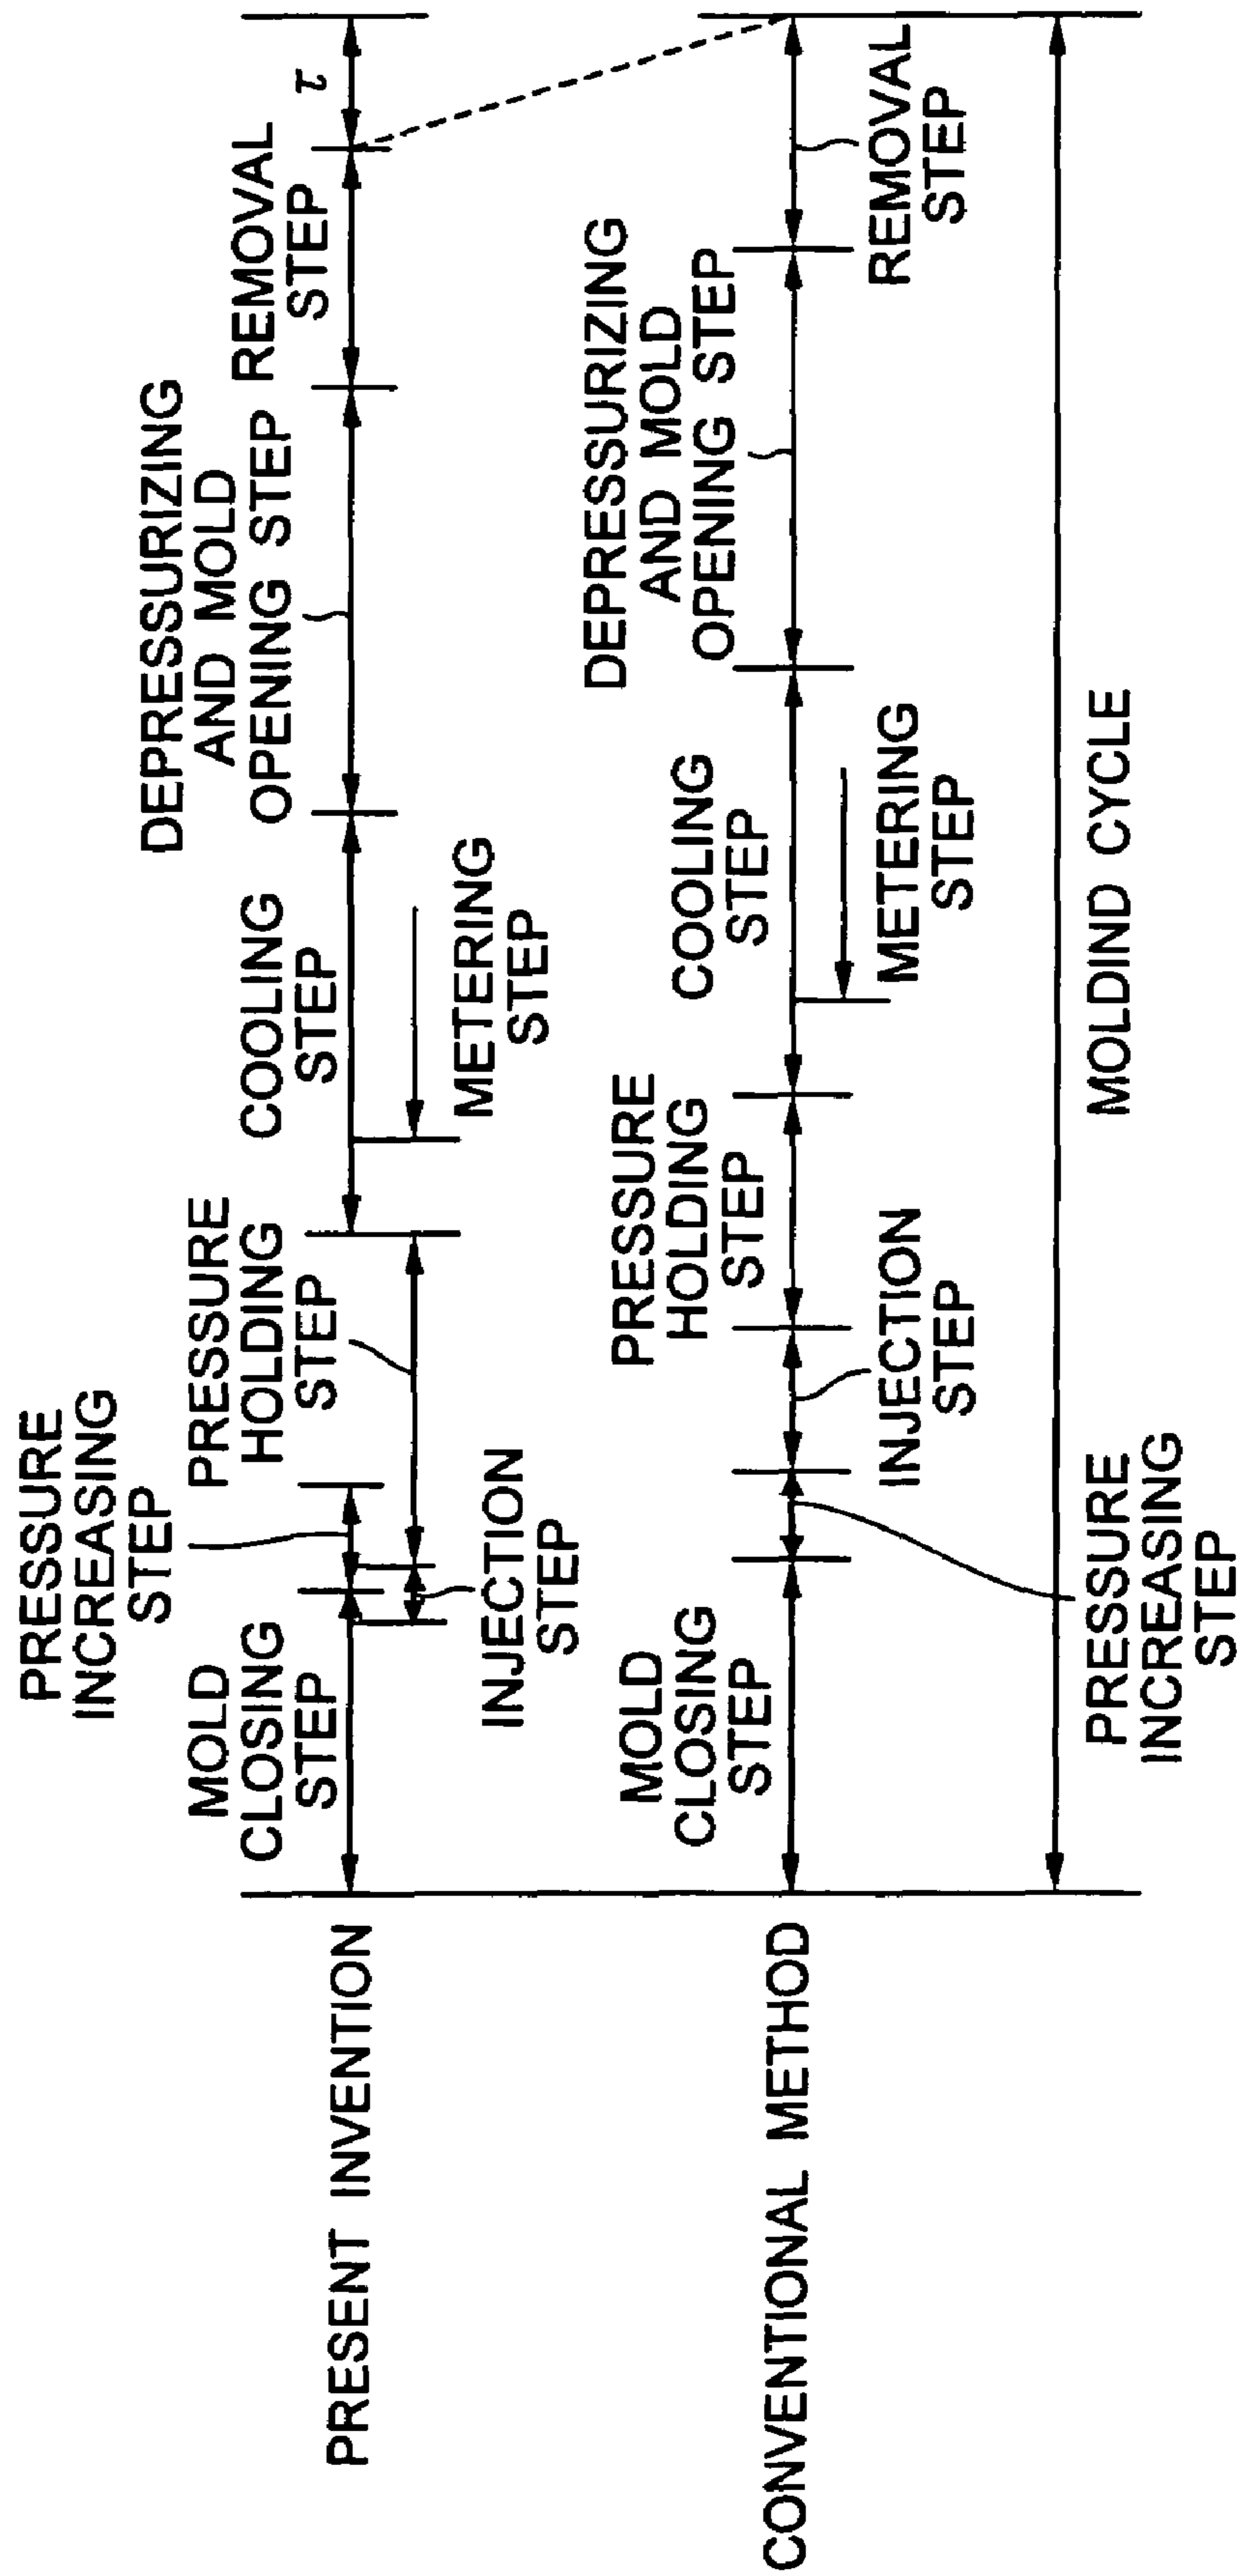 PRESENT INVENTION
MOLD
CLOSING
STEP
PRESSURE
INCREASING
STEP
INJECTION
STEP
PRESSURE
HOLDING
STEP
COOLING
STEP
METERING
STEP
DEPRESSURIZING
AND MOLD
OPENING STEP
REMOVAL
STEP
τ
CONVENTIONAL METHOD
MOLD
CLOSING
STEP
PRESSURE
INCREASING
STEP
INJECTION
STEP
PRESSURE
HOLDING
STEP
COOLING
STEP
METERING
STEP
DEPRESSURIZING
AND MOLD
OPENING STEP
REMOVAL
STEP
MOLDIND CYCLE